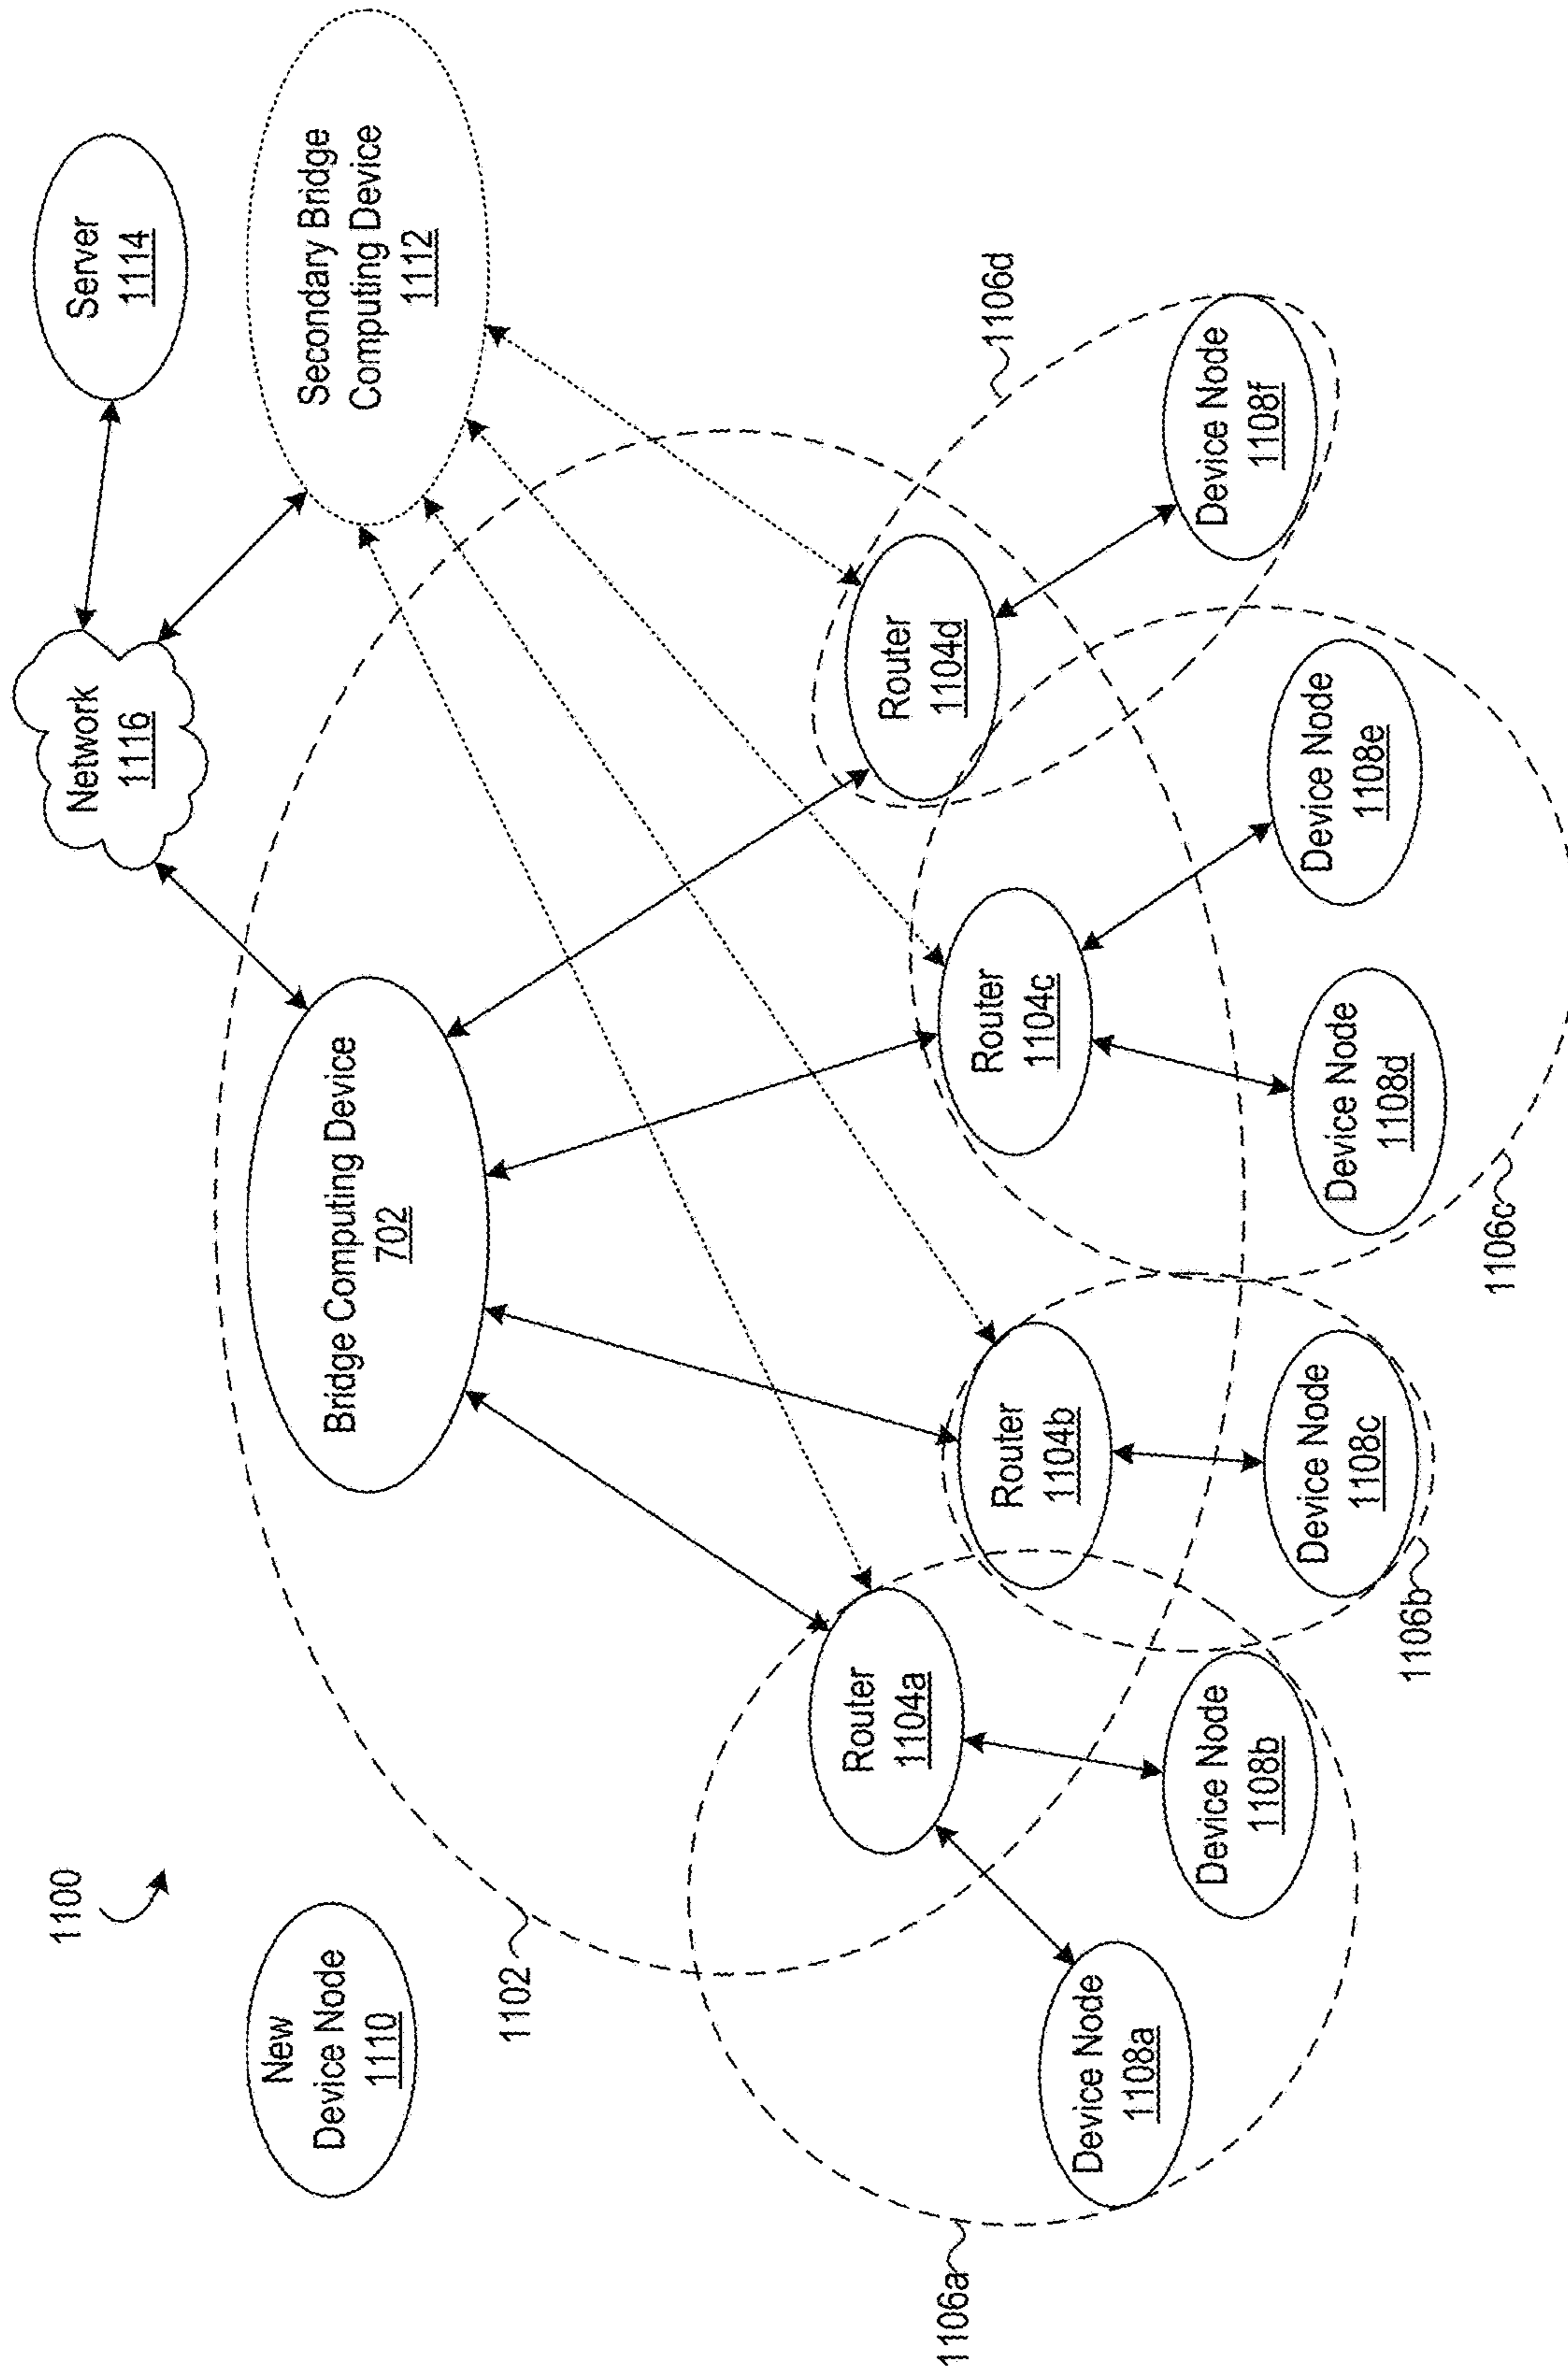 1100
New
Device Node
1110
Network
1116
Server
1114
Bridge Computing Device
702
Secondary Bridge
Computing Device
1112
1102
Router
1104a
Router
1104b
Router
1104c
Router
1104d
1106d
Device Node
1108a
Device Node
1108b
Device Node
1108c
Device Node
1108d
Device Node
1108e
Device Node
1108f
1106a
1106b
1106c